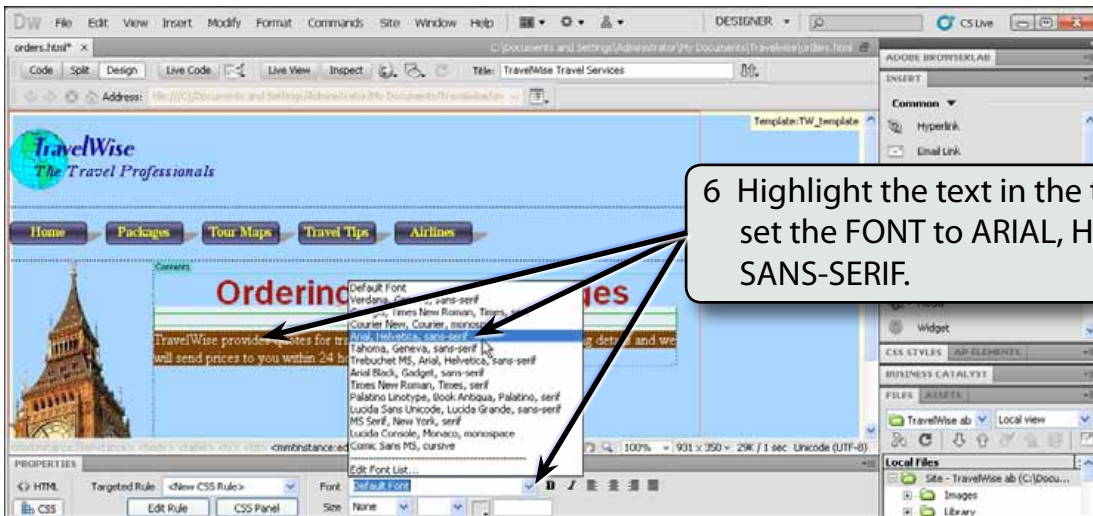 DW File Edit View Insert Modify Format Commands Site Window Help DESIGNER CS Live
orders.html* × C:\Documents and Settings\Administrator\My Documents\Travelwise\orders.html
Code Split Design Live Code Live View Inspect Title: TravelWise Travel Services
Address:
ADOBE BROWSERLAB
INSERT
Common
Hyperlink
Email Link
Template:TW_template
TravelWise
The Travel Professionals
Home Packages Tour Maps Travel Tips Airlines
6 Highlight the text in the
set the FONT to ARIAL, H
SANS-SERIF.
Contents
Ordering
TravelWise provides
will send prices to you within 24
details and we
Default Font
Verdana, Geneva, sans-serif
Times New Roman, Times,
Courier New, Courier, monosp
Arial, Helvetica, sans-serif
Tahoma, Geneva, sans-serif
Trebuchet MS, Arial, Helvetica, sans-serif
Arial Black, Gadget, sans-serif
Times New Roman, Times, serif
Palatino Linotype, Book Antiqua, Palatino, serif
Lucida Sans Unicode, Lucida Grande, sans-serif
MS Serif, New York, serif
Lucida Console, Monaco, monospace
Comic Sans MS, cursive
Edit Font List...
Widget
CSS STYLES AP ELEMENTS
BUSINESS CATALYST
FILES ASSETS
TravelWise ab Local view
<mmtinstance:ed 100% 931 x 350 29K / 1 sec Unicode (UTF-8)
Local Files
Site - TravelWise ab (C:\Docu...
Images
Library
PROPERTIES
<> HTML Targeted Rule <New CSS Rule> Font Default Font B I
CSS Edit Rule CSS Panel Size None